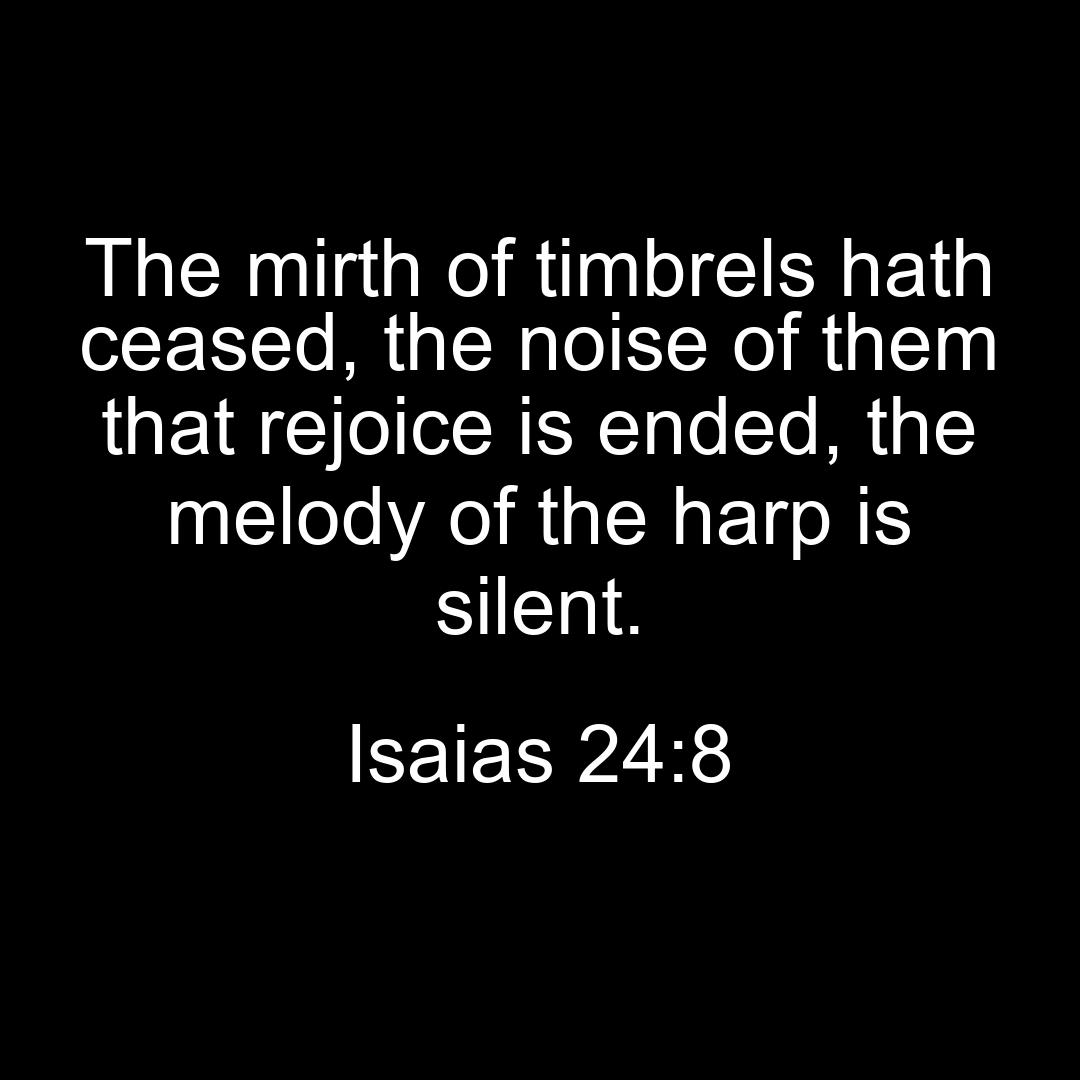 The mirth of timbrels hath
ceased, the noise of them
that rejoice is ended, the
melody of the harp is
silent.
Isaias 24:8